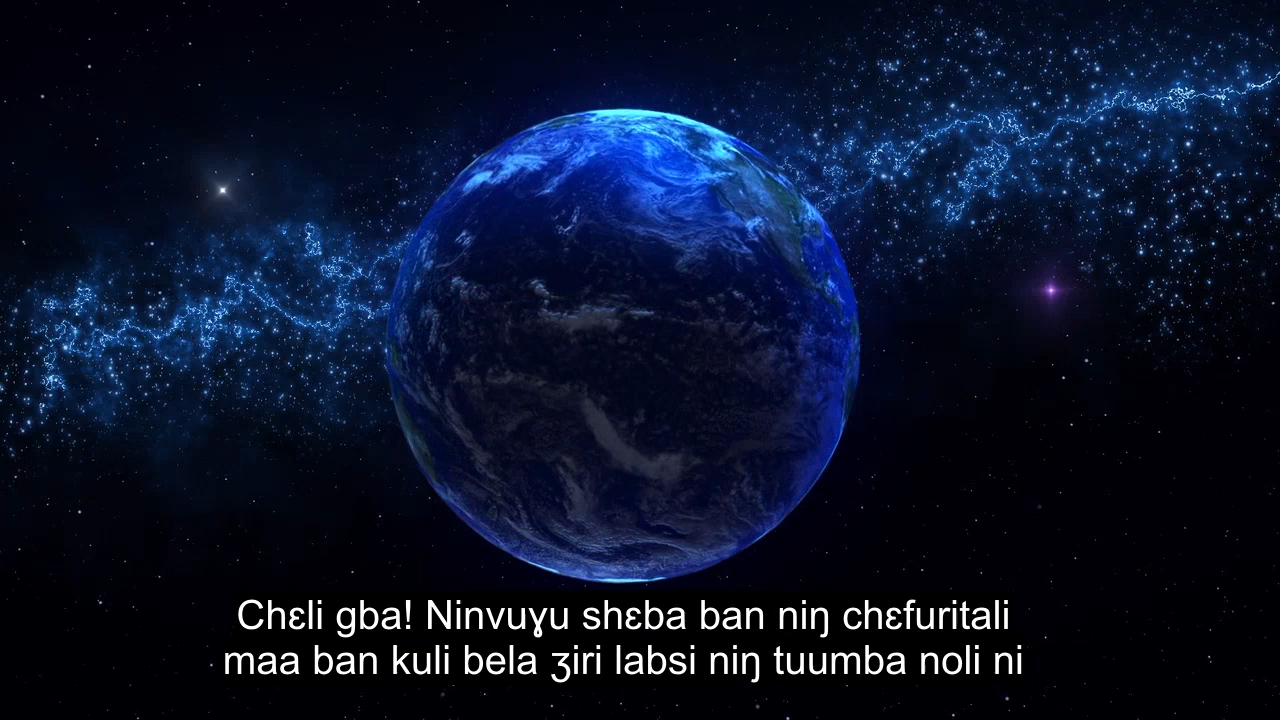 Chɛli gba! Ninvuɣu shɛba ban niŋ chɛfuritali
maa ban kuli bela ʒiri labsi niŋ tuumba noli ni